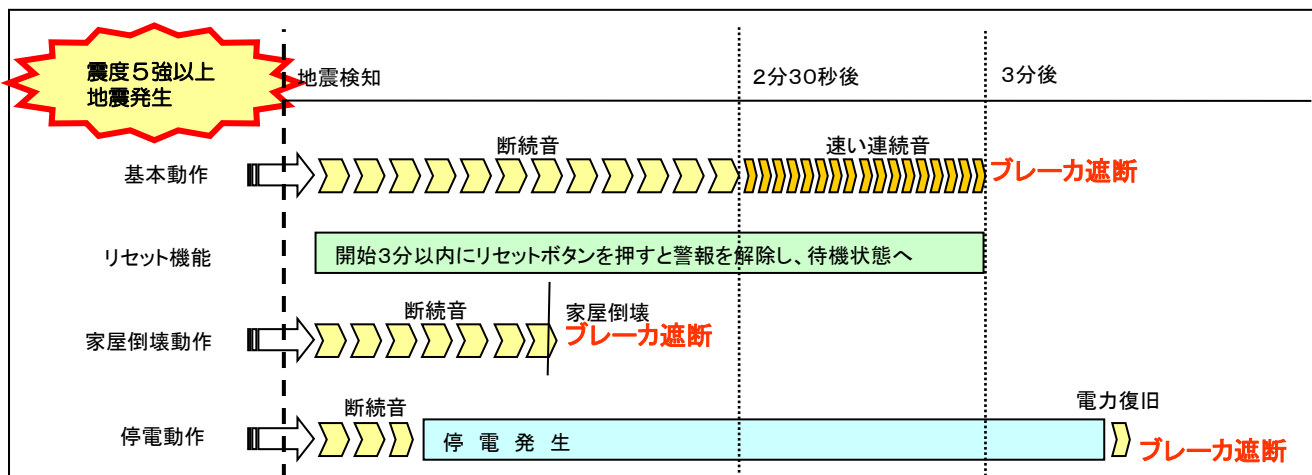 震度５強以上
地震発生
地震検知
２分30秒後
３分後
基本動作
断続音
速い連続音
ブレーカ遮断
リセット機能
開始３分以内にリセットボタンを押すと警報を解除し、待機状態へ
家屋倒壊動作
断続音
家屋倒壊
ブレーカ遮断
停電動作
断続音
停 電 発 生
電力復旧
ブレーカ遮断